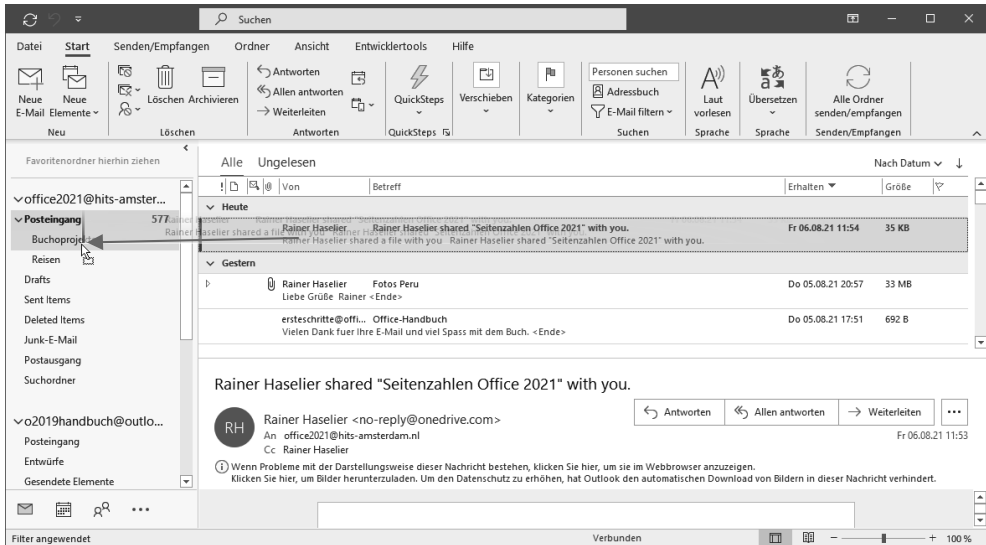 Suchen
Datei Start Senden/Empfangen Ordner Ansicht Entwicklertools Hilfe
Neue E-Mail
Neue Elemente
Neu
Löschen Archivieren
Löschen
Antworten
Allen antworten
Weiterleiten
Antworten
QuickSteps
QuickSteps
Verschieben
Kategorien
Personen suchen
Adressbuch
E-Mail filtern
Suchen
Laut vorlesen
Sprache
Übersetzen
Sprache
Alle Ordner senden/empfangen
Senden/Empfangen
Favoritenordner hierhin ziehen
office2021@hits-amster...
Posteingang 577
Buchoproje
Reisen
Drafts
Sent Items
Deleted Items
Junk-E-Mail
Postausgang
Suchordner
o2019handbuch@outlo...
Posteingang
Entwürfe
Gesendete Elemente
Alle Ungelesen Nach Datum
! Von Betreff Erhalten Größe
Heute
Rainer Haselier Rainer Haselier shared "Seitenzahlen Office 2021" with you. Fr 06.08.21 11:54 35 KB
Rainer Haselier shared a file with you Rainer Haselier shared "Seitenzahlen Office 2021" with you.
Gestern
Rainer Haselier Fotos Peru Do 05.08.21 20:57 33 MB
Liebe Grüße Rainer <Ende>
ersteschritte@offi... Office-Handbuch Do 05.08.21 17:51 692 B
Vielen Dank fuer Ihre E-Mail und viel Spass mit dem Buch. <Ende>
Rainer Haselier shared "Seitenzahlen Office 2021" with you.
RH
Rainer Haselier <no-reply@onedrive.com>
An office2021@hits-amsterdam.nl
Cc Rainer Haselier
Antworten Allen antworten Weiterleiten ...
Fr 06.08.21 11:53
Wenn Probleme mit der Darstellungsweise dieser Nachricht bestehen, klicken Sie hier, um sie im Webbrowser anzuzeigen.
Klicken Sie hier, um Bilder herunterzuladen. Um den Datenschutz zu erhöhen, hat Outlook den automatischen Download von Bildern in dieser Nachricht verhindert.
Filter angewendet Verbunden 100 %